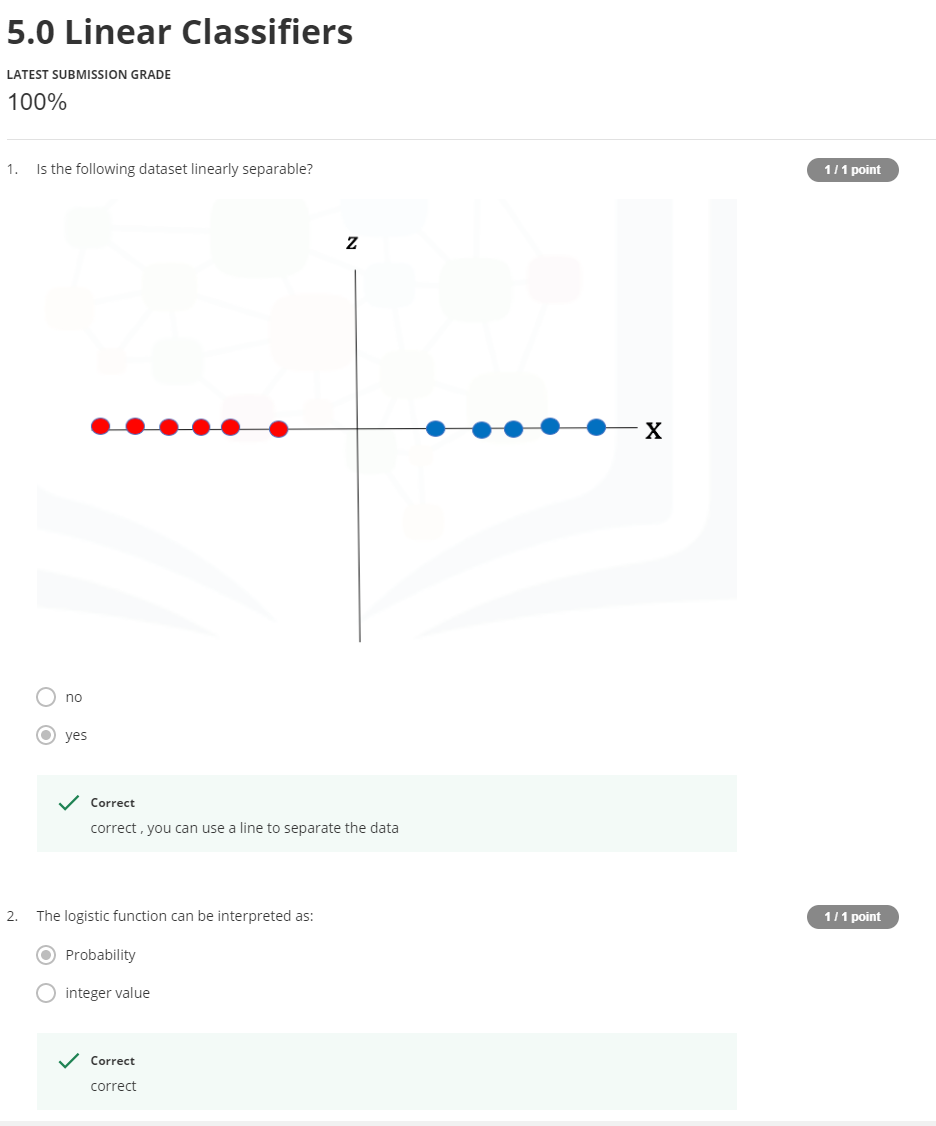 5.0 Linear Classifiers
LATEST SUBMISSION GRADE
100%
1. Is the following dataset linearly separable?
1 / 1 point
z
x
no
yes
Correct
correct , you can use a line to separate the data
2. The logistic function can be interpreted as:
1 / 1 point
Probability
integer value
Correct
correct